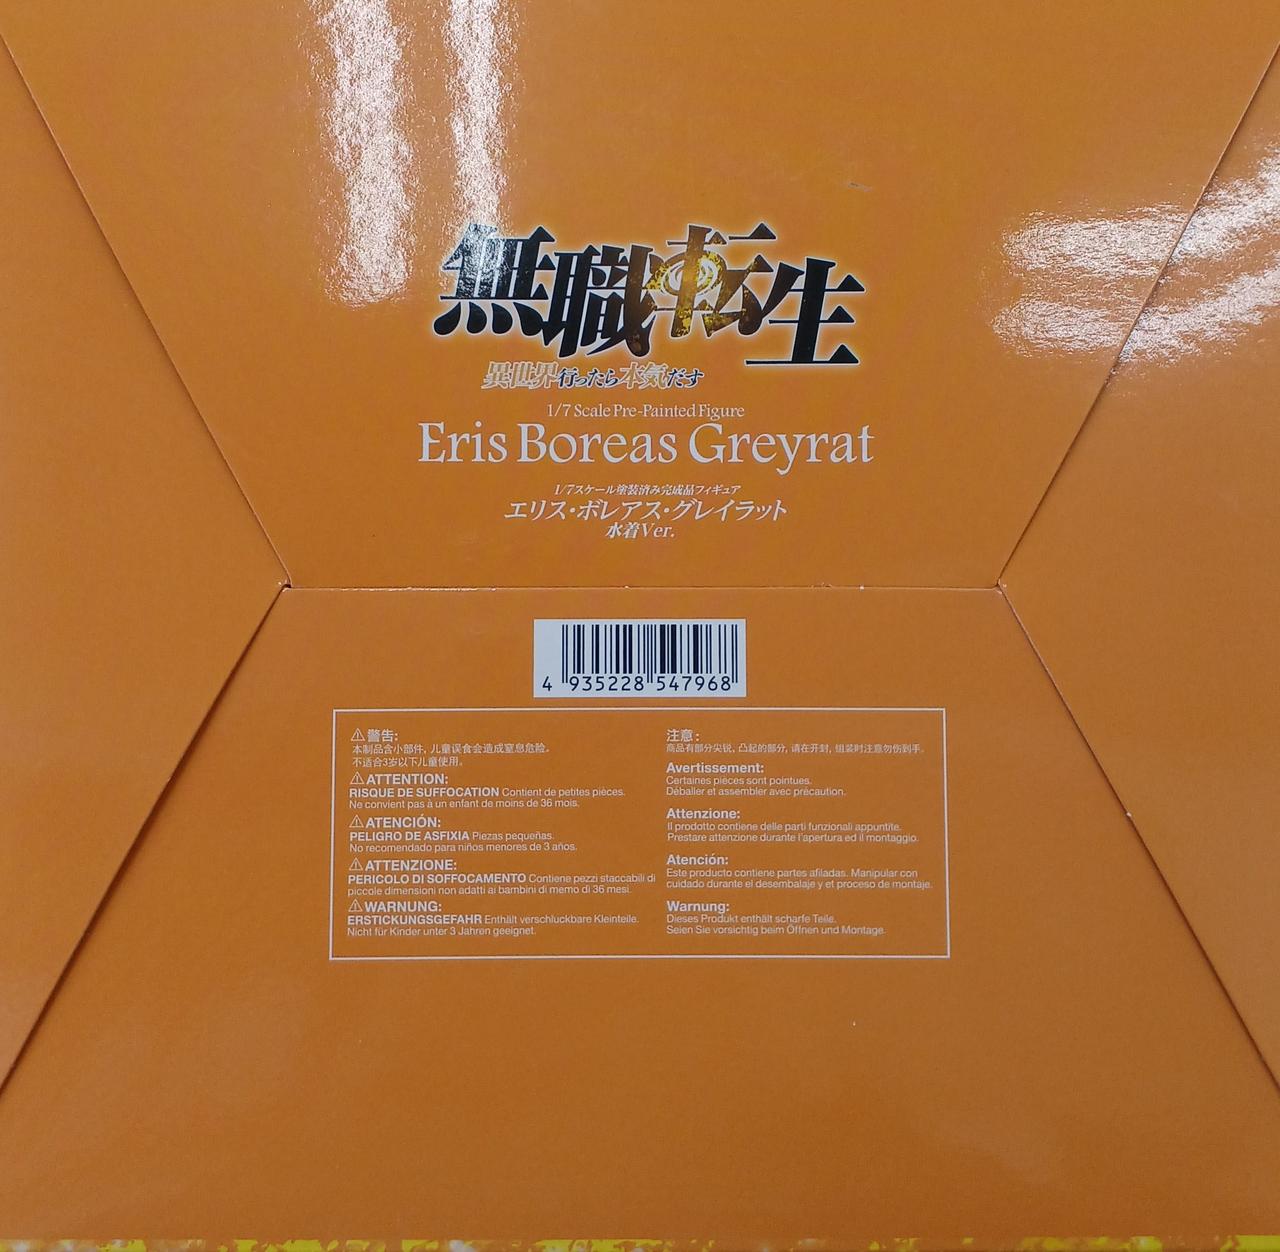 無職転生
異世界行ったら本気だす
1/7 Scale Pre-Painted Figure
Eris Boreas Greyrat
1/7スケール塗装済み完成品フィギュア
エリス・ボレアス・グレイラット
水着Ver.
4 935228 547968
⚠警告:
本制品含小部件, 儿童误食会造成窒息危险。
不适合3岁以下儿童使用。
⚠ATTENTION:
RISQUE DE SUFFOCATION Contient de petites pièces.
Ne convient pas à un enfant de moins de 36 mois.
⚠ATENCIÓN:
PELIGRO DE ASFIXIA Piezas pequeñas.
No recomendado para niños menores de 3 años.
⚠ATTENZIONE:
PERICOLO DI SOFFOCAMENTO Contiene pezzi staccabili di
piccole dimensioni non adatti ai bambini di memo di 36 mesi.
⚠WARNUNG:
ERSTICKUNGSGEFAHR Enthält verschluckbare Kleinteile.
Nicht für Kinder unter 3 Jahren geeignet.
注意:
商品有部分尖锐, 凸起的部分, 请在开封, 组装时注意勿伤到手。
Avertissement:
Certaines pièces sont pointues.
Déballer et assembler avec précaution.
Attenzione:
Il prodotto contiene delle parti funzionali appuntite.
Prestare attenzione durante l'apertura ed il montaggio.
Atención:
Este producto contiene partes afiladas. Manipular con
cuidado durante el desembalaje y et proceso de montaje.
Warnung:
Dieses Produkt enthält scharfe Teile.
Seien Sie vorsichtig beim Öffnen und Montage.